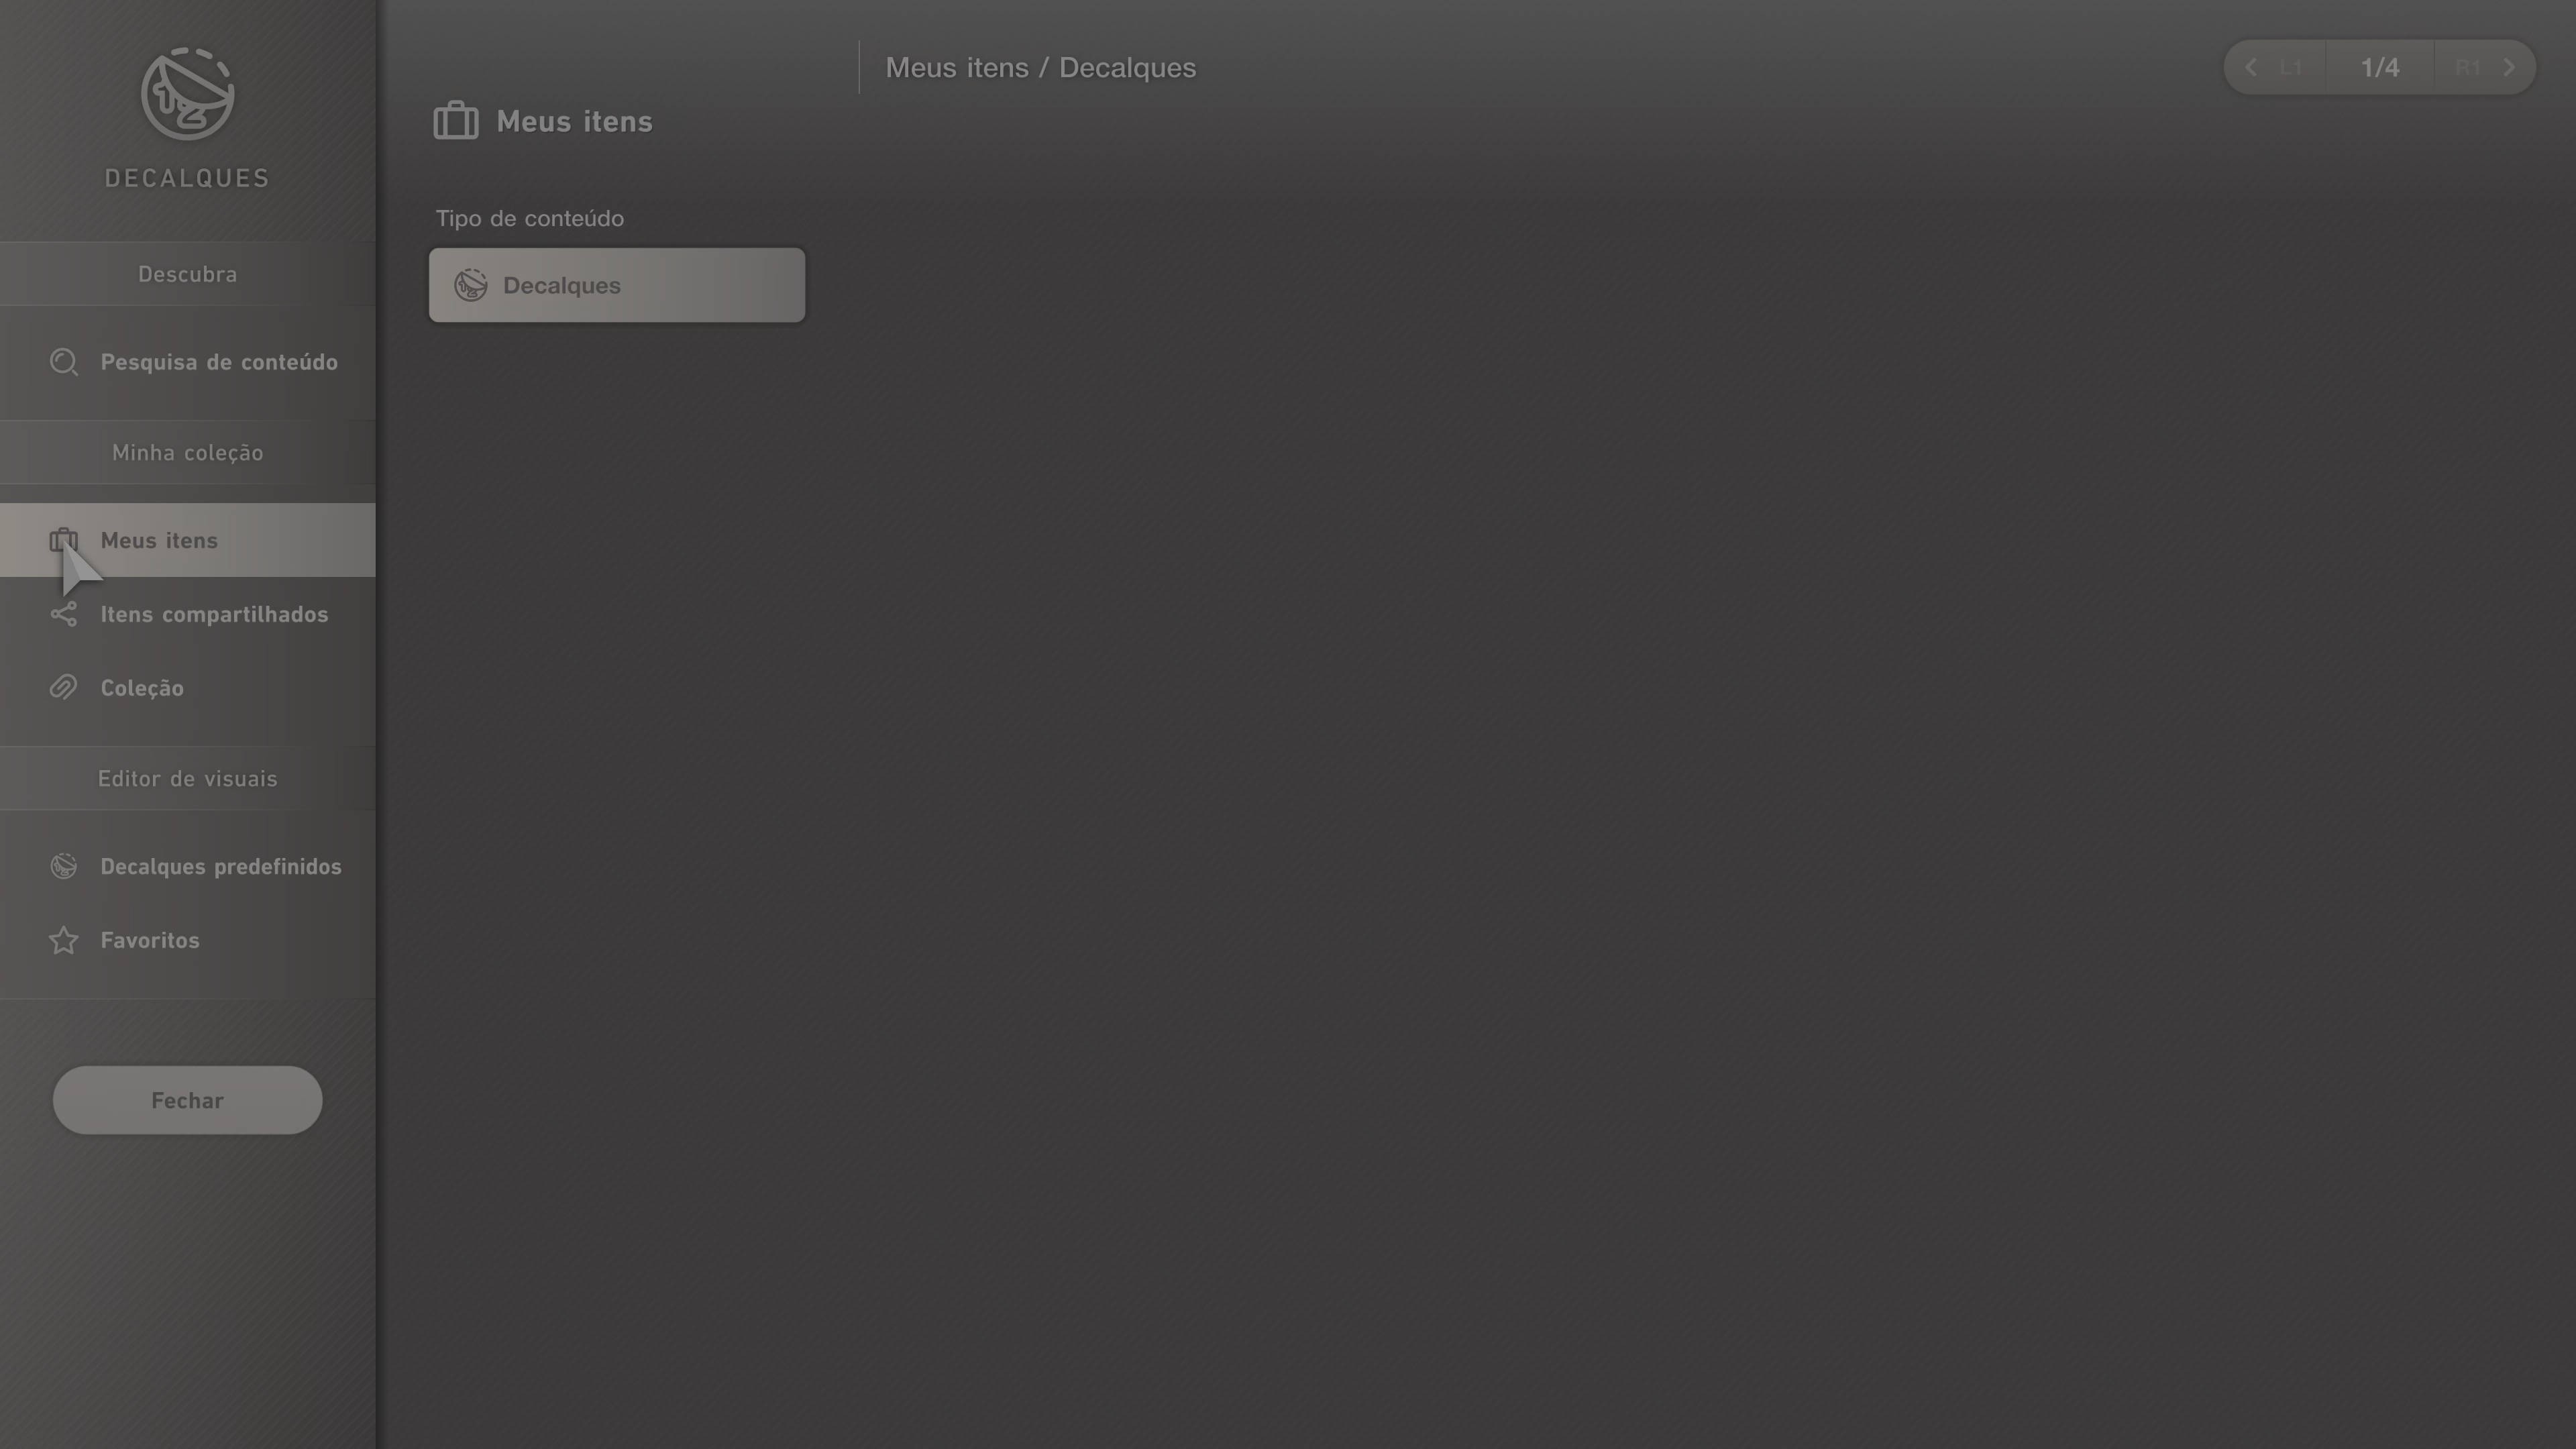 DECALQUES
Descubra
Pesquisa de conteúdo
Minha coleção
Meus itens
Itens compartilhados
Coleção
Editor de visuais
Decalques predefinidos
Favoritos
Fechar
Meus itens / Decalques
L1 1/4 R1
Meus itens
Tipo de conteúdo
Decalques